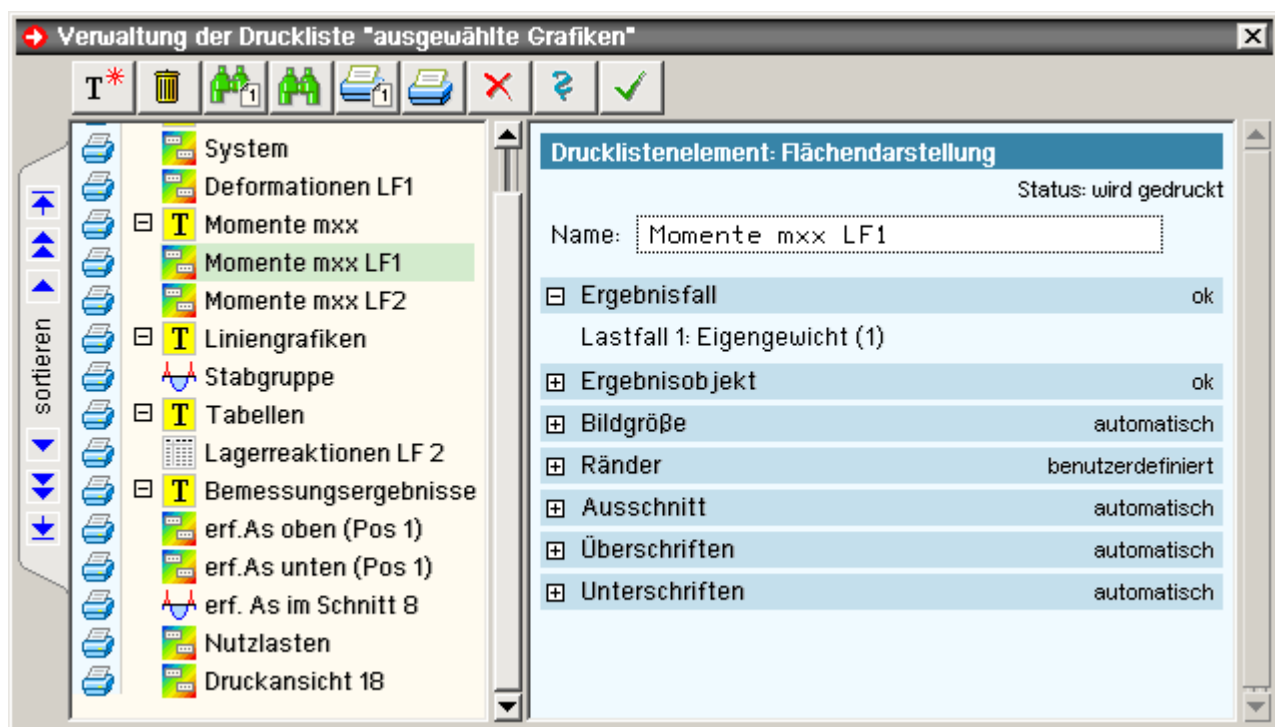 Verwaltung der Druckliste "ausgewählte Grafiken"
T* 1 1
sortieren
System
Deformationen LF1
T Momente mxx
Momente mxx LF1
Momente mxx LF2
T Liniengrafiken
Stabgruppe
T Tabellen
Lagerreaktionen LF 2
T Bemessungsergebnisse
erf.As oben (Pos 1)
erf.As unten (Pos 1)
erf. As im Schnitt 8
Nutzlasten
Druckansicht 18
Drucklistenelement: Flächendarstellung
Status: wird gedruckt
Name: Momente mxx LF1
Ergebnisfall ok
Lastfall 1: Eigengewicht (1)
Ergebnisobjekt ok
Bildgröße automatisch
Ränder benutzerdefiniert
Ausschnitt automatisch
Überschriften automatisch
Unterschriften automatisch